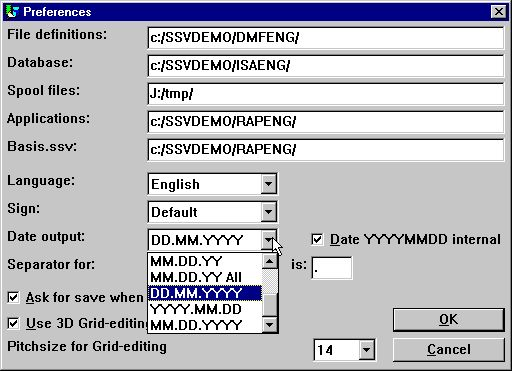 Preferences
File definitions: c:/SSVDEMO/DMFENG/
Database: c:/SSVDEMO/ISAENG/
Spool files: J:/tmp/
Applications: c:/SSVDEMO/RAPENG/
Basis.ssv: c:/SSVDEMO/RAPENG/
Language: English
Sign: Default
Date output: DD.MM.YYYY Date YYYYMMDD internal
Separator for: is: .
MM.DD.YY
MM.DD.YY All
DD.MM.YYYY
YYYY.MM.DD
MM.DD.YYYY
Ask for save when
Use 3D Grid-editing
OK
Pitchsize for Grid-editing 14 Cancel